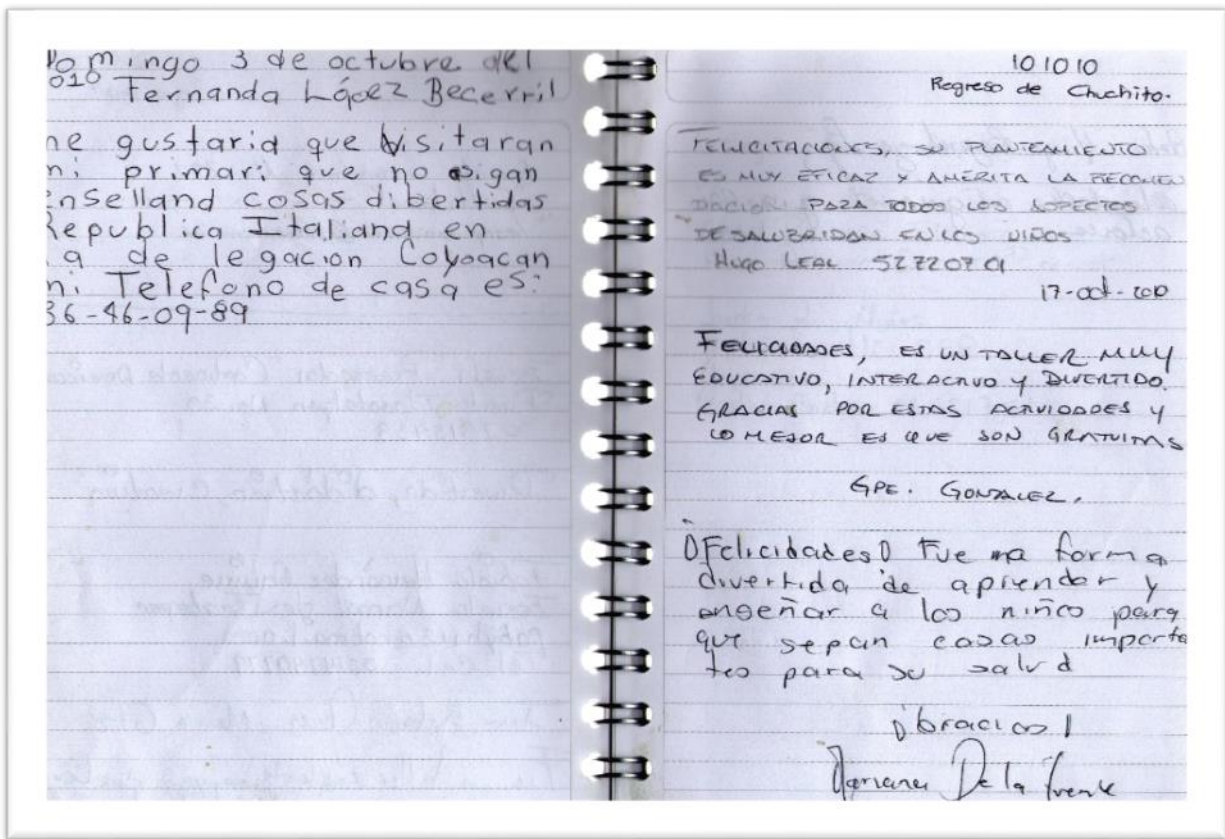 Domingo 3 de octubre del
010 Fernanda López Becerril
me gustaria que visitaran
mi primari que nos sigan
enselland cosas dibertidas
Republica Italiana en
la de legacion Coyoacan
mi Telefono de casa es:
36-46-09-89
101010
Regreso de Chuchito.
FELICITACIONES, SU PLANTEAMIENTO
ES MUY EFICAZ Y AMERITA LA RECOMEN
DACION PARA TODOS LOS ASPECTOS
DE SALUBRIDAD EN LOS NIÑOS
HUGO LEAL 52720701
17-oct-2010
FELICIDADES, ES UN TALLER MUY
EDUCATIVO, INTERACTIVO Y DIVERTIDO.
GRACIAS POR ESTAS ACTIVIDADES Y
LO MEJOR ES QUE SON GRATUITAS
GPE. GONZALEZ.
¡Felicidades! Fue una forma
divertida de aprender y
enseñar a los niño para
que sepan cosas importa
tes para su salud
¡Gracias!
Mariana De la Fuente